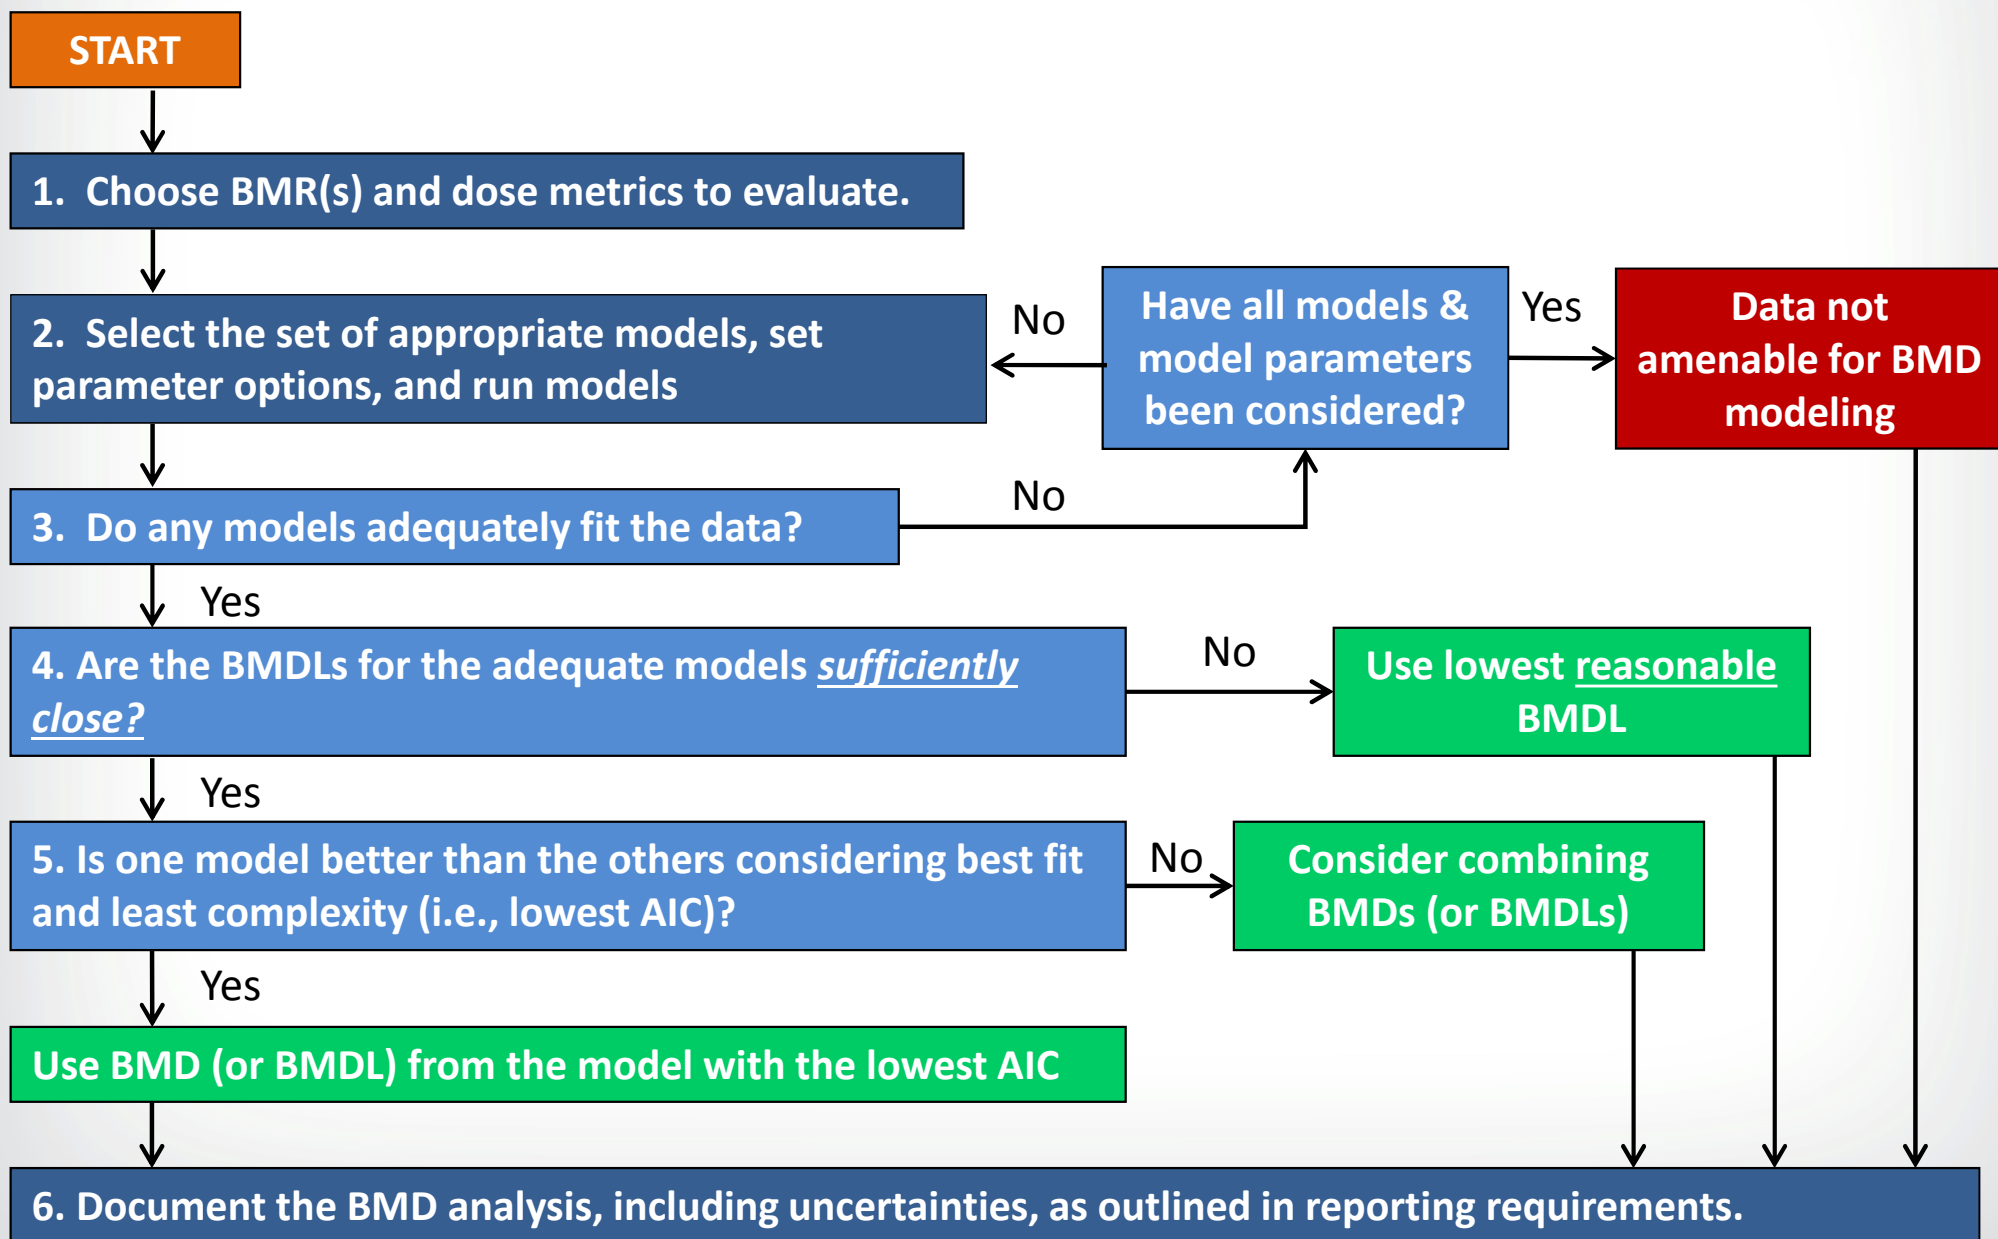 START
1. Choose BMR(s) and dose metrics to evaluate.
2. Select the set of appropriate models, set
parameter options, and run models
No
Have all models &
model parameters
been considered?
Yes
Data not
amenable for BMD
modeling
3. Do any models adequately fit the data?
No
Yes
4. Are the BMDLs for the adequate models sufficiently
close?
No
Use lowest reasonable
BMDL
Yes
5. Is one model better than the others considering best fit
and least complexity (i.e., lowest AIC)?
No
Consider combining
BMDs (or BMDLs)
Yes
Use BMD (or BMDL) from the model with the lowest AIC
6. Document the BMD analysis, including uncertainties, as outlined in reporting requirements.